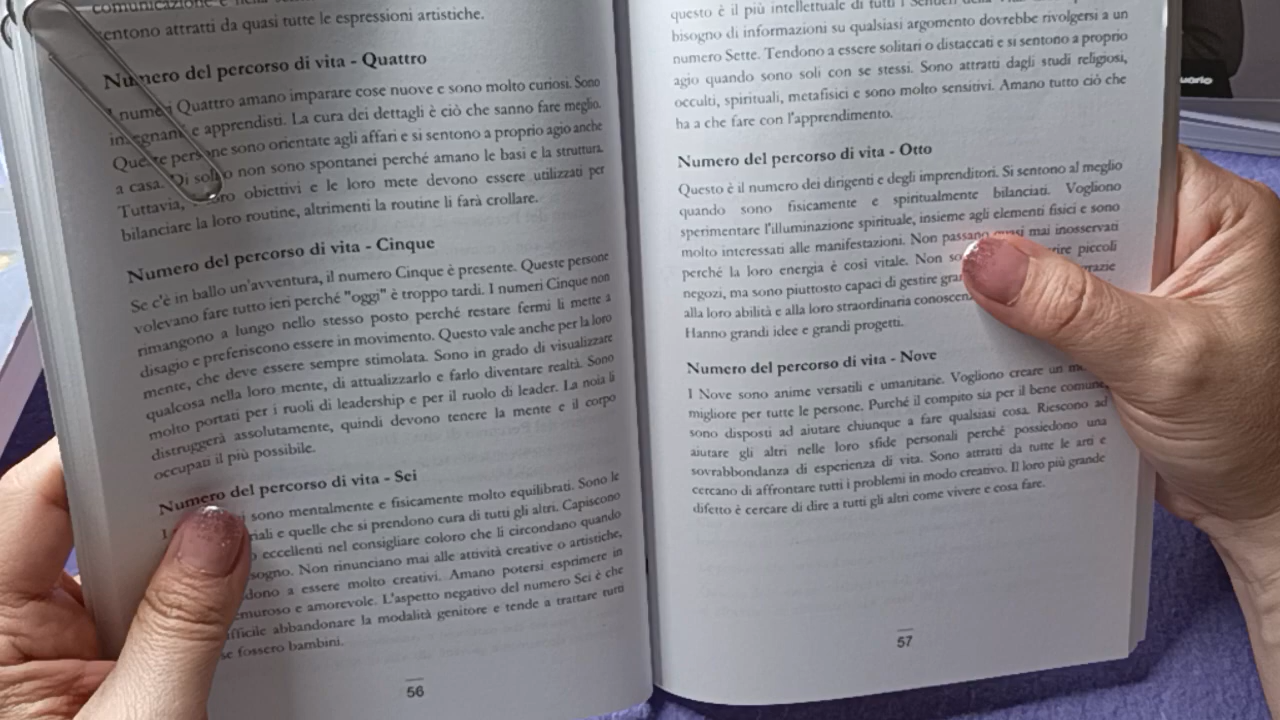 comunicazione e nella
sentono attratti da quasi tutte le espressioni artistiche.
Numero del percorso di vita - Quattro
I numeri Quattro amano imparare cose nuove e sono molto curiosi. Sono
insegnanti e apprendisti. La cura dei dettagli è ciò che sanno fare meglio.
Queste persone sono orientate agli affari e si sentono a proprio agio anche
a casa. Di solito non sono spontanei perché amano le basi e la struttura.
Tuttavia, loro obiettivi e le loro mete devono essere utilizzati per
bilanciare la loro routine, altrimenti la routine li farà crollare.
Numero del percorso di vita - Cinque
Se c'è in ballo un'avventura, il numero Cinque è presente. Queste persone
volevano fare tutto ieri perché "oggi" è troppo tardi. I numeri Cinque non
rimangono a lungo nello stesso posto perché restare fermi li mette a
disagio e preferiscono essere in movimento. Questo vale anche per la loro
mente, che deve essere sempre stimolata. Sono in grado di visualizzare
qualcosa nella loro mente, di attualizzarlo e farlo diventare realtà. Sono
molto portati per i ruoli di leadership e per il ruolo di leader. La noia li
distruggerà assolutamente, quindi devono tenere la mente e il corpo
occupati il più possibile.
Numero del percorso di vita - Sei
I sono mentalmente e fisicamente molto equilibrati. Sono le
e quelle che si prendono cura di tutti gli altri. Capiscono
eccellenti nel consigliare coloro che li circondano quando
Non rinunciano mai alle attività creative o artistiche,
a essere molto creativi. Amano potersi esprimere in
e amorevole. L'aspetto negativo del numero Sei è che
abbandonare la modalità genitore e tende a trattare tutti
se fossero bambini.
56
questo è il più intellettuale di tutti i
bisogno di informazioni su qualsiasi argomento dovrebbe rivolgersi a un
numero Sette. Tendono a essere solitari o distaccati e si sentono a proprio
agio quando sono soli con se stessi. Sono attratti dagli studi religiosi,
occulti, spirituali, metafisici e sono molto sensitivi. Amano tutto ciò che
ha a che fare con l'apprendimento.
Numero del percorso di vita - Otto
Questo è il numero dei dirigenti e degli imprenditori. Si sentono al meglio
quando sono fisicamente e spiritualmente bilanciati. Vogliono
sperimentare l'illuminazione spirituale, insieme agli elementi fisici e sono
molto interessati alle manifestazioni. Non passano quasi mai inosservati
perché la loro energia è così vitale. Non piccoli
negozi, ma sono piuttosto capaci di gestire grazie
alla loro abilità e alla loro straordinaria
Hanno grandi idee e grandi progetti.
Numero del percorso di vita - Nove
I Nove sono anime versatili e umanitarie. Vogliono creare un
migliore per tutte le persone. Purché il compito sia per il bene comune,
sono disposti ad aiutare chiunque a fare qualsiasi cosa. Riescono ad
aiutare gli altri nelle loro sfide personali perché possiedono una
sovrabbondanza di esperienza di vita. Sono attratti da tutte le arti e
cercano di affrontare tutti i problemi in modo creativo. Il loro più grande
difetto è cercare di dire a tutti gli altri come vivere e cosa fare.
57